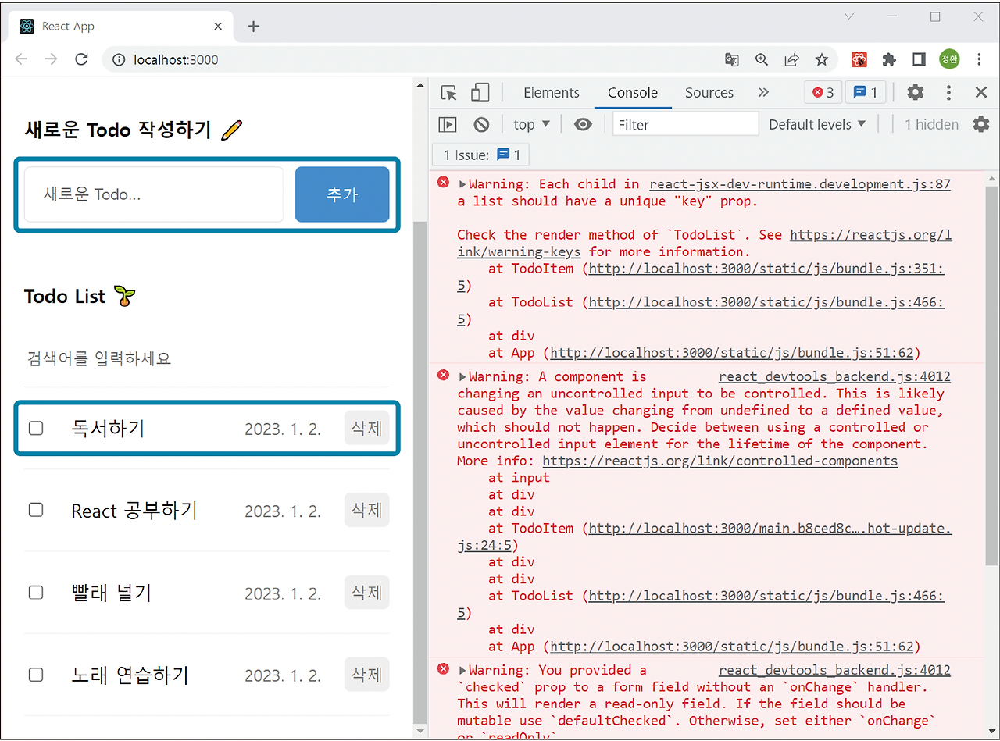 React App
localhost:3000
정환
새로운 Todo 작성하기
새로운 Todo...
추가
Todo List
검색어를 입력하세요
독서하기 2023. 1. 2. 삭제
React 공부하기 2023. 1. 2. 삭제
빨래 널기 2023. 1. 2. 삭제
노래 연습하기 2023. 1. 2. 삭제
Elements Console Sources 3 1
top Filter Default levels 1 hidden
1 Issue: 1
Warning: Each child in react-jsx-dev-runtime.development.js:87
a list should have a unique "key" prop.
Check the render method of `TodoList`. See https://reactjs.org/l
ink/warning-keys for more information.
at TodoItem (http://localhost:3000/static/js/bundle.js:351:
5)
at TodoList (http://localhost:3000/static/js/bundle.js:466:
5)
at div
at App (http://localhost:3000/static/js/bundle.js:51:62)
Warning: A component is react_devtools_backend.js:4012
changing an uncontrolled input to be controlled. This is likely
caused by the value changing from undefined to a defined value,
which should not happen. Decide between using a controlled or
uncontrolled input element for the lifetime of the component.
More info: https://reactjs.org/link/controlled-components
at input
at div
at div
at TodoItem (http://localhost:3000/main.b8ced8c….hot-update.
js:24:5)
at div
at div
at TodoList (http://localhost:3000/static/js/bundle.js:466:
5)
at div
at App (http://localhost:3000/static/js/bundle.js:51:62)
Warning: You provided a react_devtools_backend.js:4012
`checked` prop to a form field without an `onChange` handler.
This will render a read-only field. If the field should be
mutable use `defaultChecked`. Otherwise, set either `onChange`
or `readOnly`